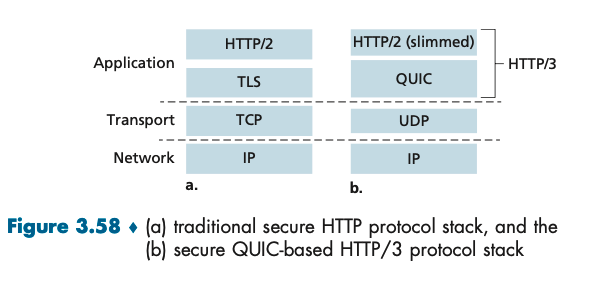 HTTP/2 HTTP/2 (slimmed)
Application HTTP/3
TLS QUIC
Transport TCP UDP
Network IP IP
a. b.
Figure 3.58 ♦ (a) traditional secure HTTP protocol stack, and the
(b) secure QUIC-based HTTP/3 protocol stack